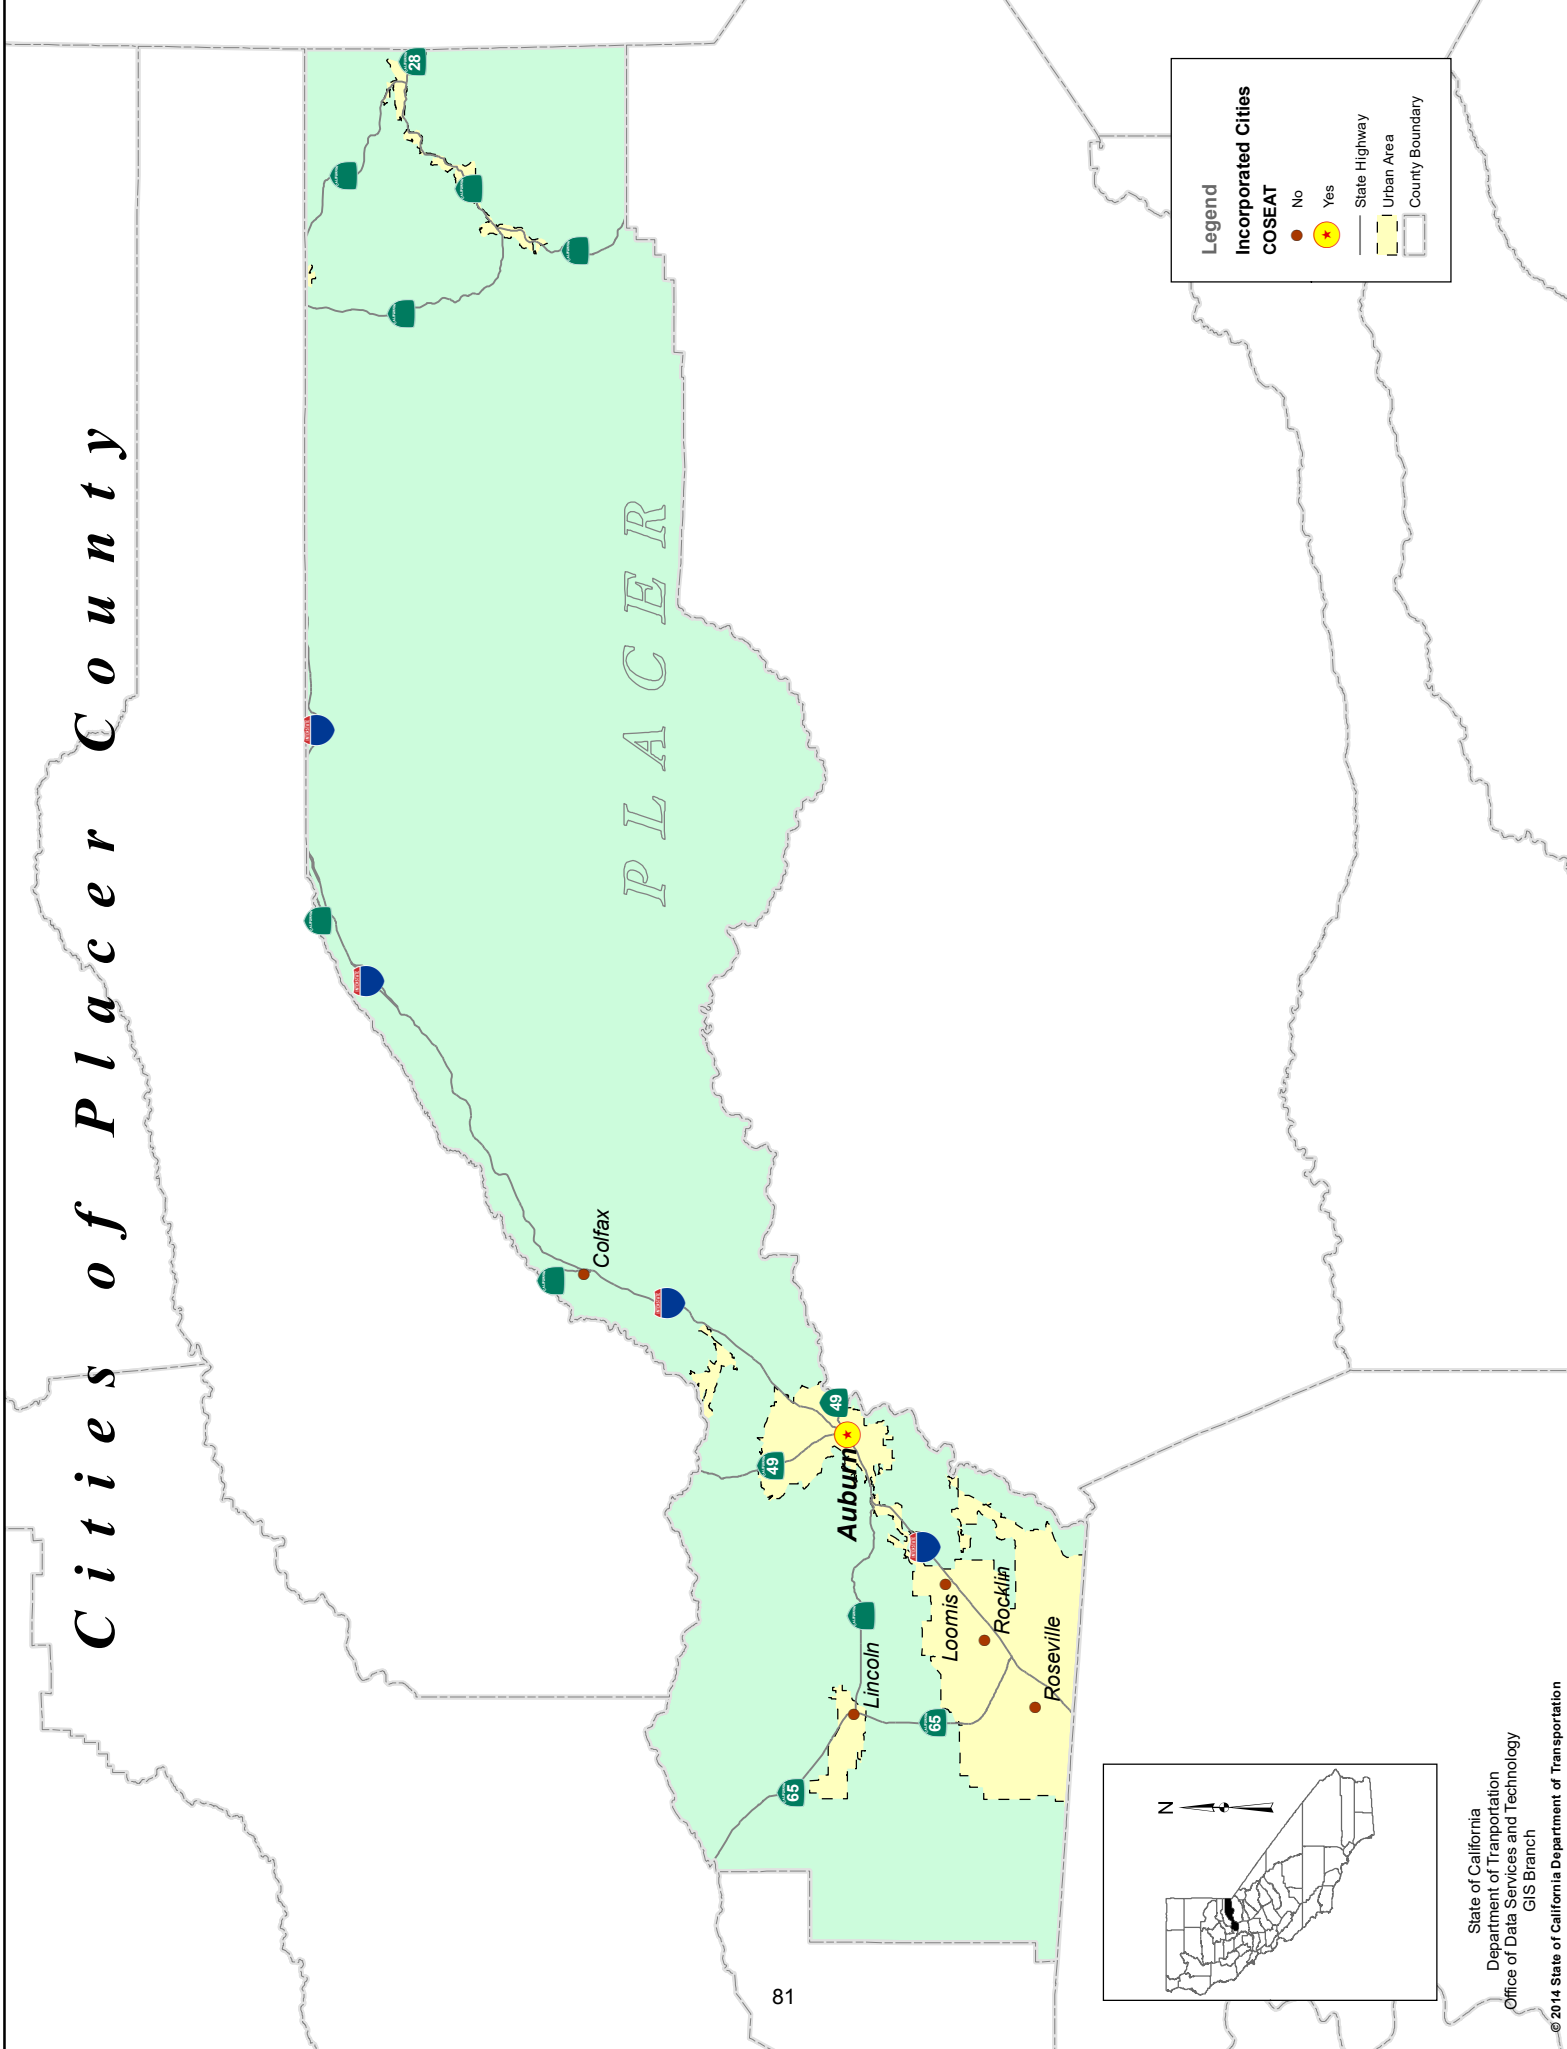 Cities of Placer County
28
PLACER
Colfax
49
49
Auburn
Loomis
Rocklin
Lincoln
Roseville
65
65
Legend
Incorporated Cities
COSEAT
No
Yes
State Highway
Urban Area
County Boundary
N
State of California
Department of Tranportation
Office of Data Services and Technology
GIS Branch
© 2014 State of California Department of Transportation
81